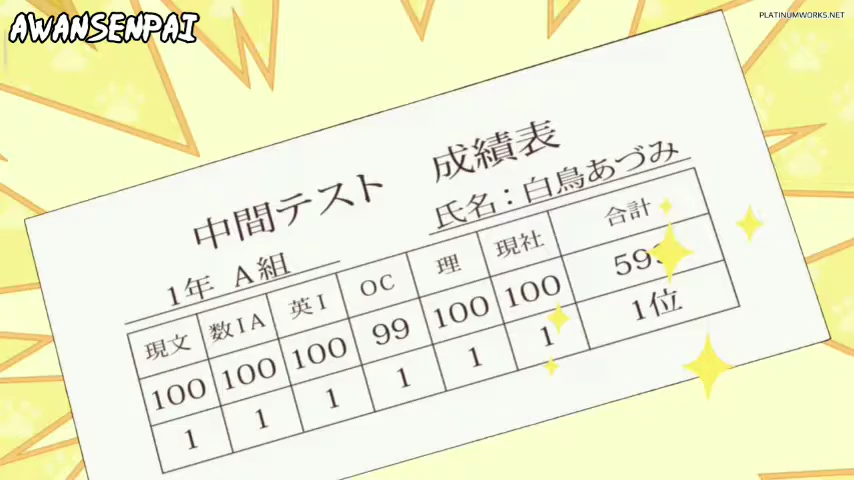 AWANSENPAI
PLATINUMWORKS.NET
中間テスト 成績表
1年 A組 氏名：白鳥あづみ
現文 数IA 英I OC 理 現社 合計
100 100 100 99 100 100 599
1 1 1 1 1 1 1位